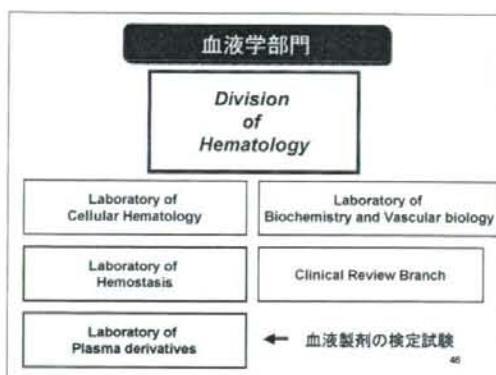 血液学部門
Division
of
Hematology
Laboratory of
Cellular Hematology
Laboratory of
Biochemistry and Vascular biology
Laboratory of
Hemostasis
Clinical Review Branch
Laboratory of
Plasma derivatives
← 血液製剤の検定試験
46